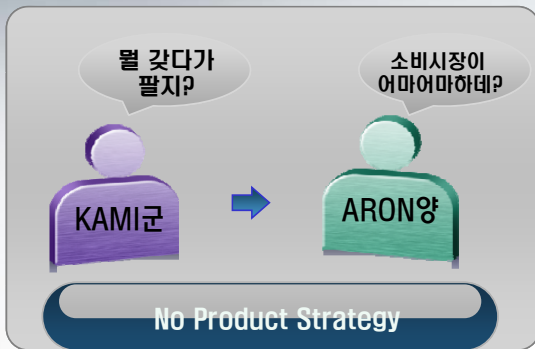 뭘 갖다가
팔지?
소비시장이
어마어마하데?
KAMI군
ARON양
No Product Strategy